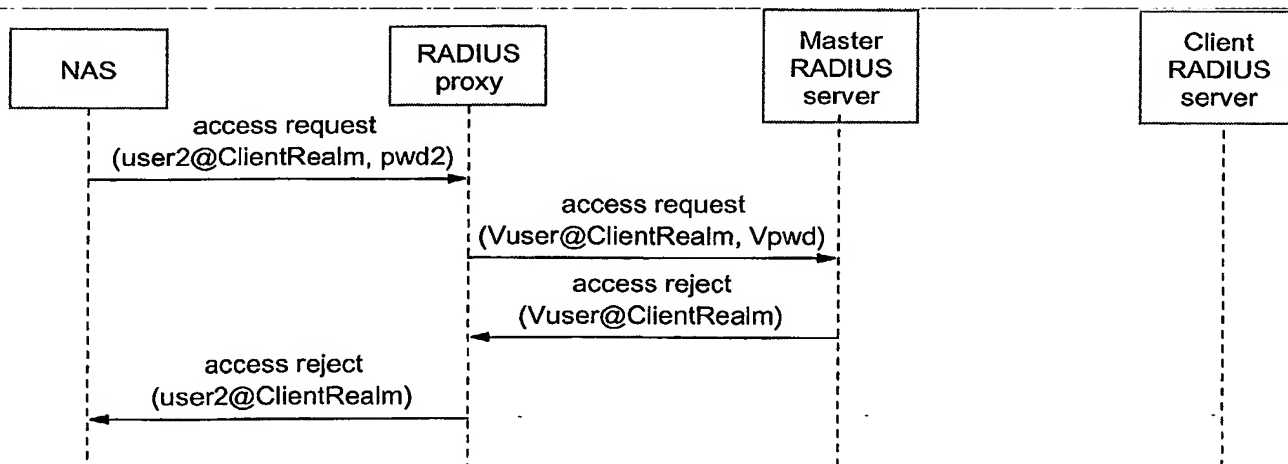 NAS
RADIUS
proxy
Master
RADIUS
server
Client
RADIUS
server
access request
(user2@ClientRealm, pwd2)
access request
(Vuser@ClientRealm, Vpwd)
access reject
(Vuser@ClientRealm)
access reject
(user2@ClientRealm)